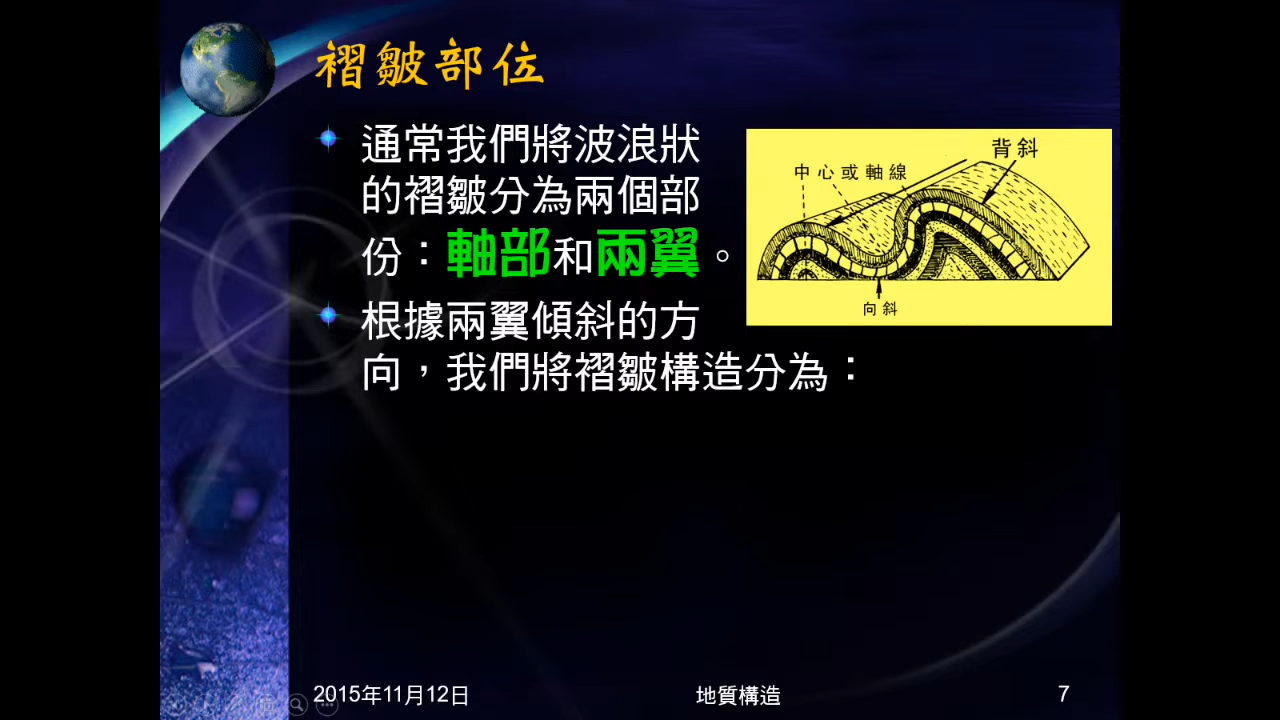 褶皺部位
通常我們將波浪狀
的褶皺分為兩個部
份：軸部和兩翼。
根據兩翼傾斜的方
向，我們將褶皺構造分為：
背斜
中心或軸線
向斜
2015年11月12日
地質構造
7